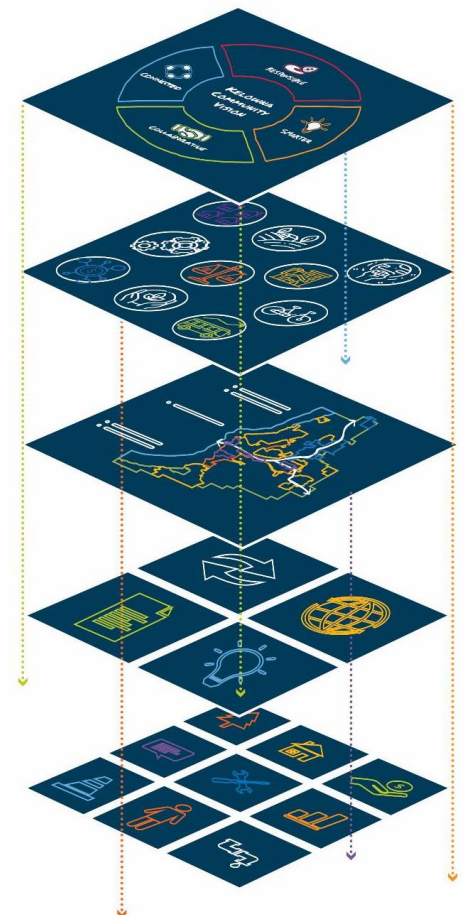 CONNECTED
RESPONSIBLE
KELOWNA
COMMUNITY
VISION
COLLABORATIVE
SMARTER